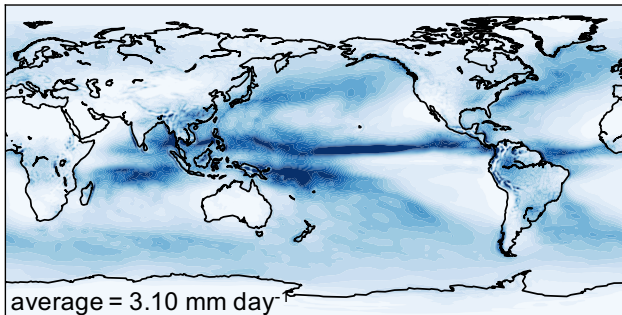 average = 3.10 mm day⁻¹